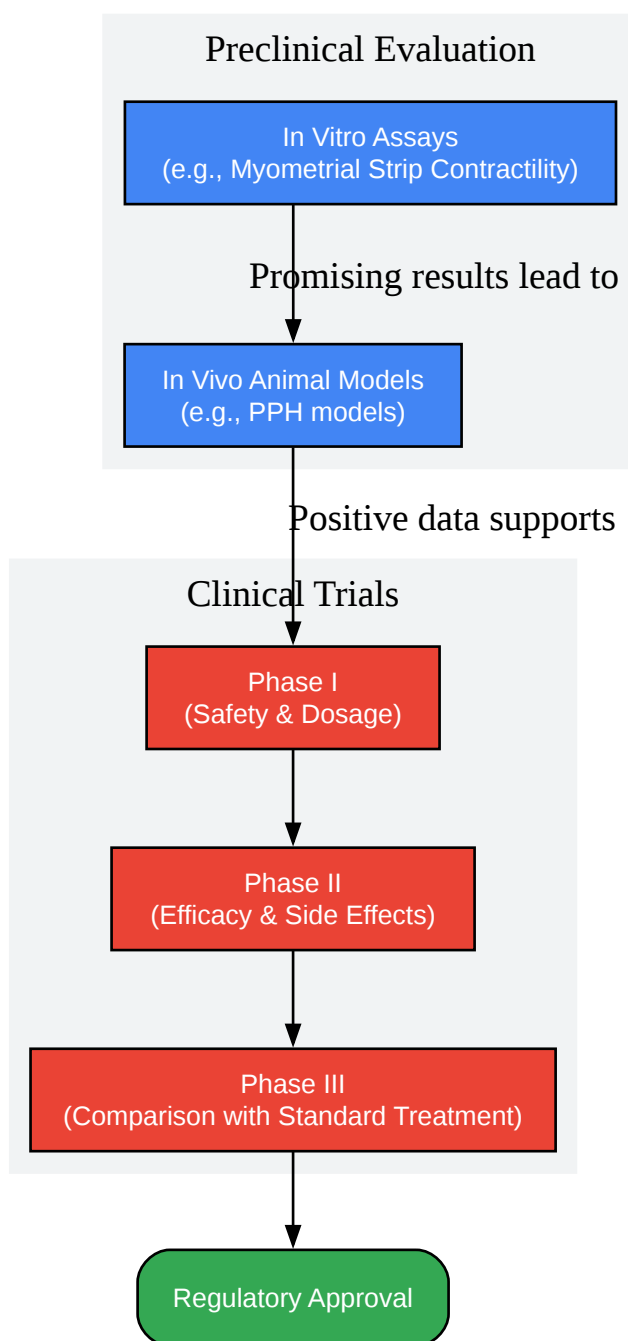 Preclinical Evaluation
In Vitro Assays
(e.g., Myometrial Strip Contractility)
Promising results lead to
In Vivo Animal Models
(e.g., PPH models)
Positive data supports
Clinical Trials
Phase I
(Safety & Dosage)
Phase II
(Efficacy & Side Effects)
Phase III
(Comparison with Standard Treatment)
Regulatory Approval